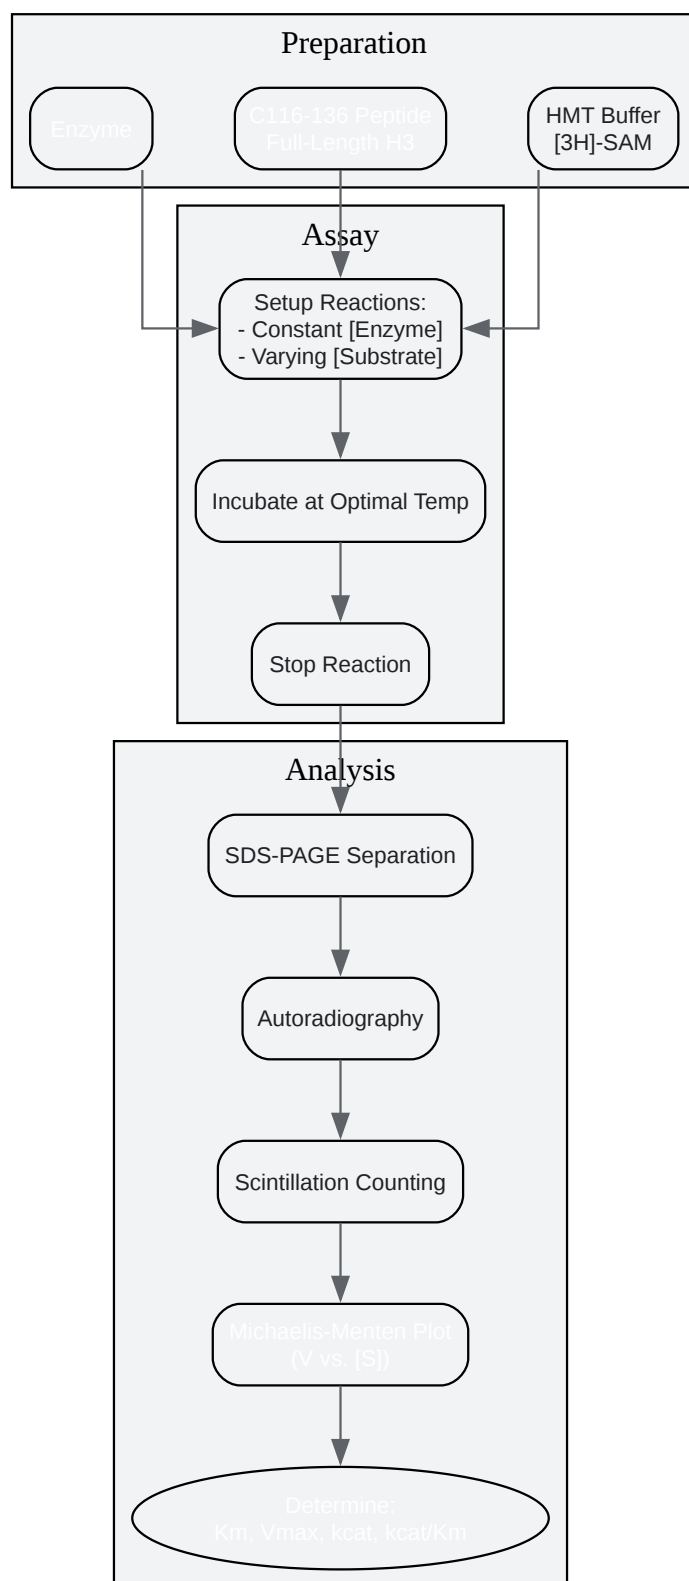 Preparation
Enzyme
C116-136 Peptide
Full-Length H3
HMT Buffer
[3H]-SAM
Assay
Setup Reactions:
- Constant [Enzyme]
- Varying [Substrate]
Incubate at Optimal Temp
Stop Reaction
Analysis
SDS-PAGE Separation
Autoradiography
Scintillation Counting
Michaelis-Menten Plot
(V vs. [S])
Determine:
Km, Vmax, kcat, kcat/Km